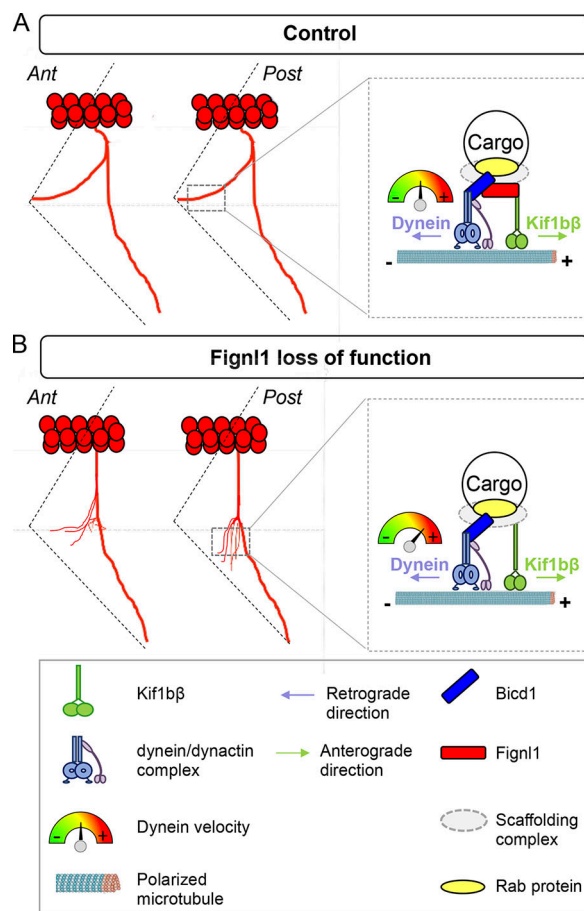 A
Control
Ant
Post
Cargo
- +
Dynein
Kif1bβ
- +
B
Fignl1 loss of function
Ant
Post
Cargo
- +
Dynein
Kif1bβ
- +
Kif1bβ
Retrograde
direction
Bicd1
dynein/dynactin
complex
Anterograde
direction
Fignl1
- +
Dynein velocity
Scaffolding
complex
Polarized
microtubule
Rab protein